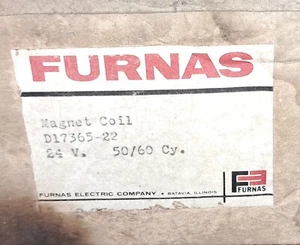 FURNAS
Magnet Coil
D17365-22
24 V. 50/60 Cy.
FURNAS ELECTRIC COMPANY • BATAVIA, ILLINOIS
FURNAS